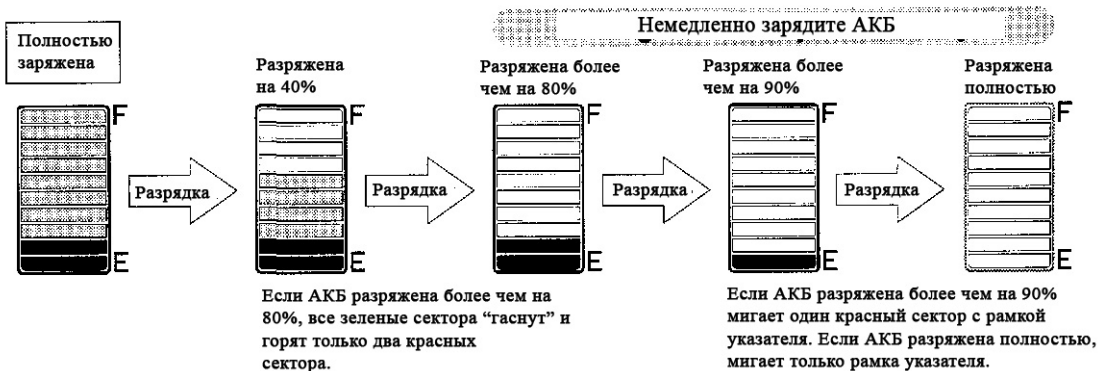 Немедленно зарядите АКБ
Полностью
заряжена
Разряжена
на 40%
Разряжена более
чем на 80%
Разряжена более
чем на 90%
Разряжена
полностью
F
F
F
F
F
Разрядка
Разрядка
Разрядка
Разрядка
E
E
E
E
E
Если АКБ разряжена более чем на
80%, все зеленые сектора “гаснут” и
горят только два красных
сектора.
Если АКБ разряжена более чем на 90%
мигает один красный сектор с рамкой
указателя. Если АКБ разряжена полностью,
мигает только рамка указателя.